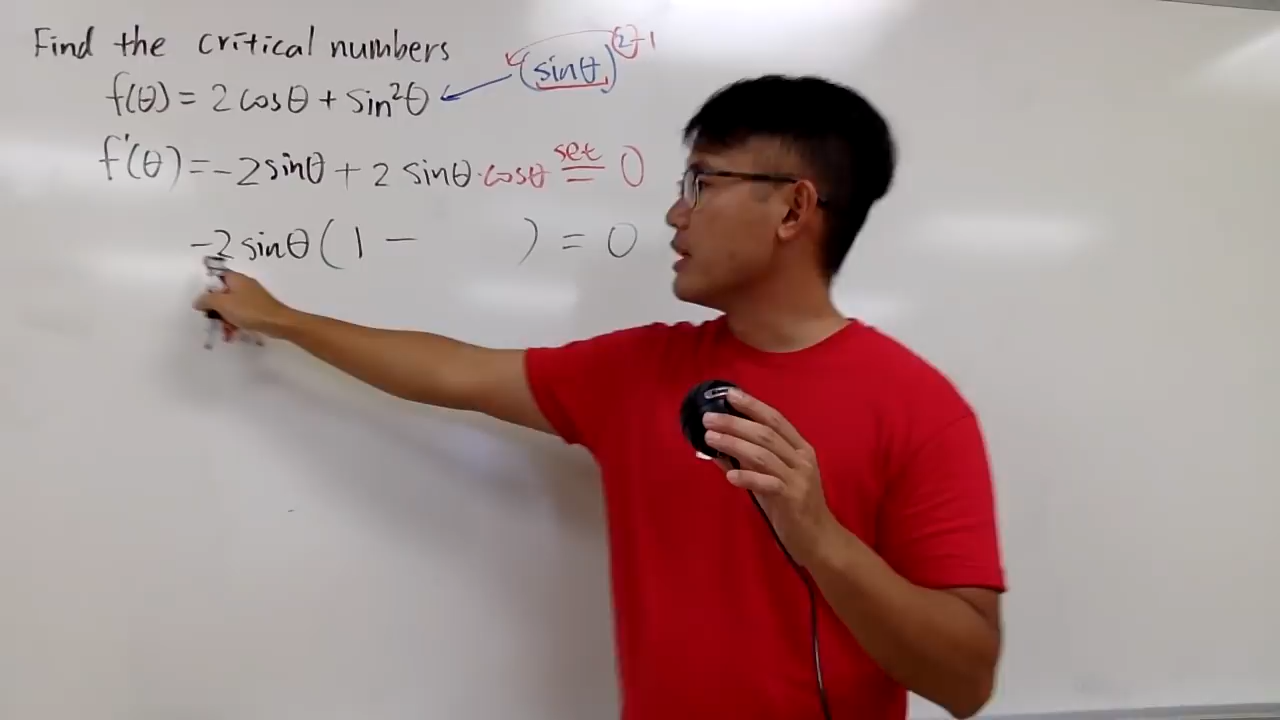 Find the critical numbers
f(θ) = 2 cosθ + sin²θ ← (sinθ)²⁻¹
f'(θ) = -2 sinθ + 2 sinθ · cosθ set = 0
-2 sinθ ( 1 - ) = 0